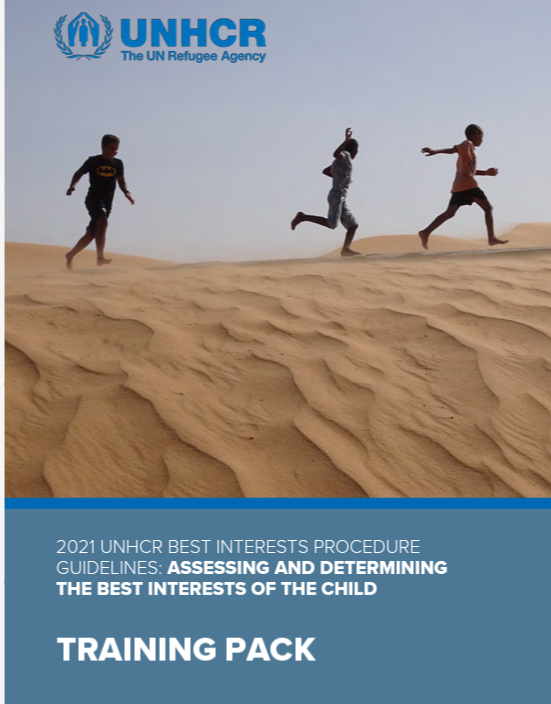 UNHCR
The UN Refugee Agency
2021 UNHCR BEST INTERESTS PROCEDURE
GUIDELINES: ASSESSING AND DETERMINING
THE BEST INTERESTS OF THE CHILD
TRAINING PACK